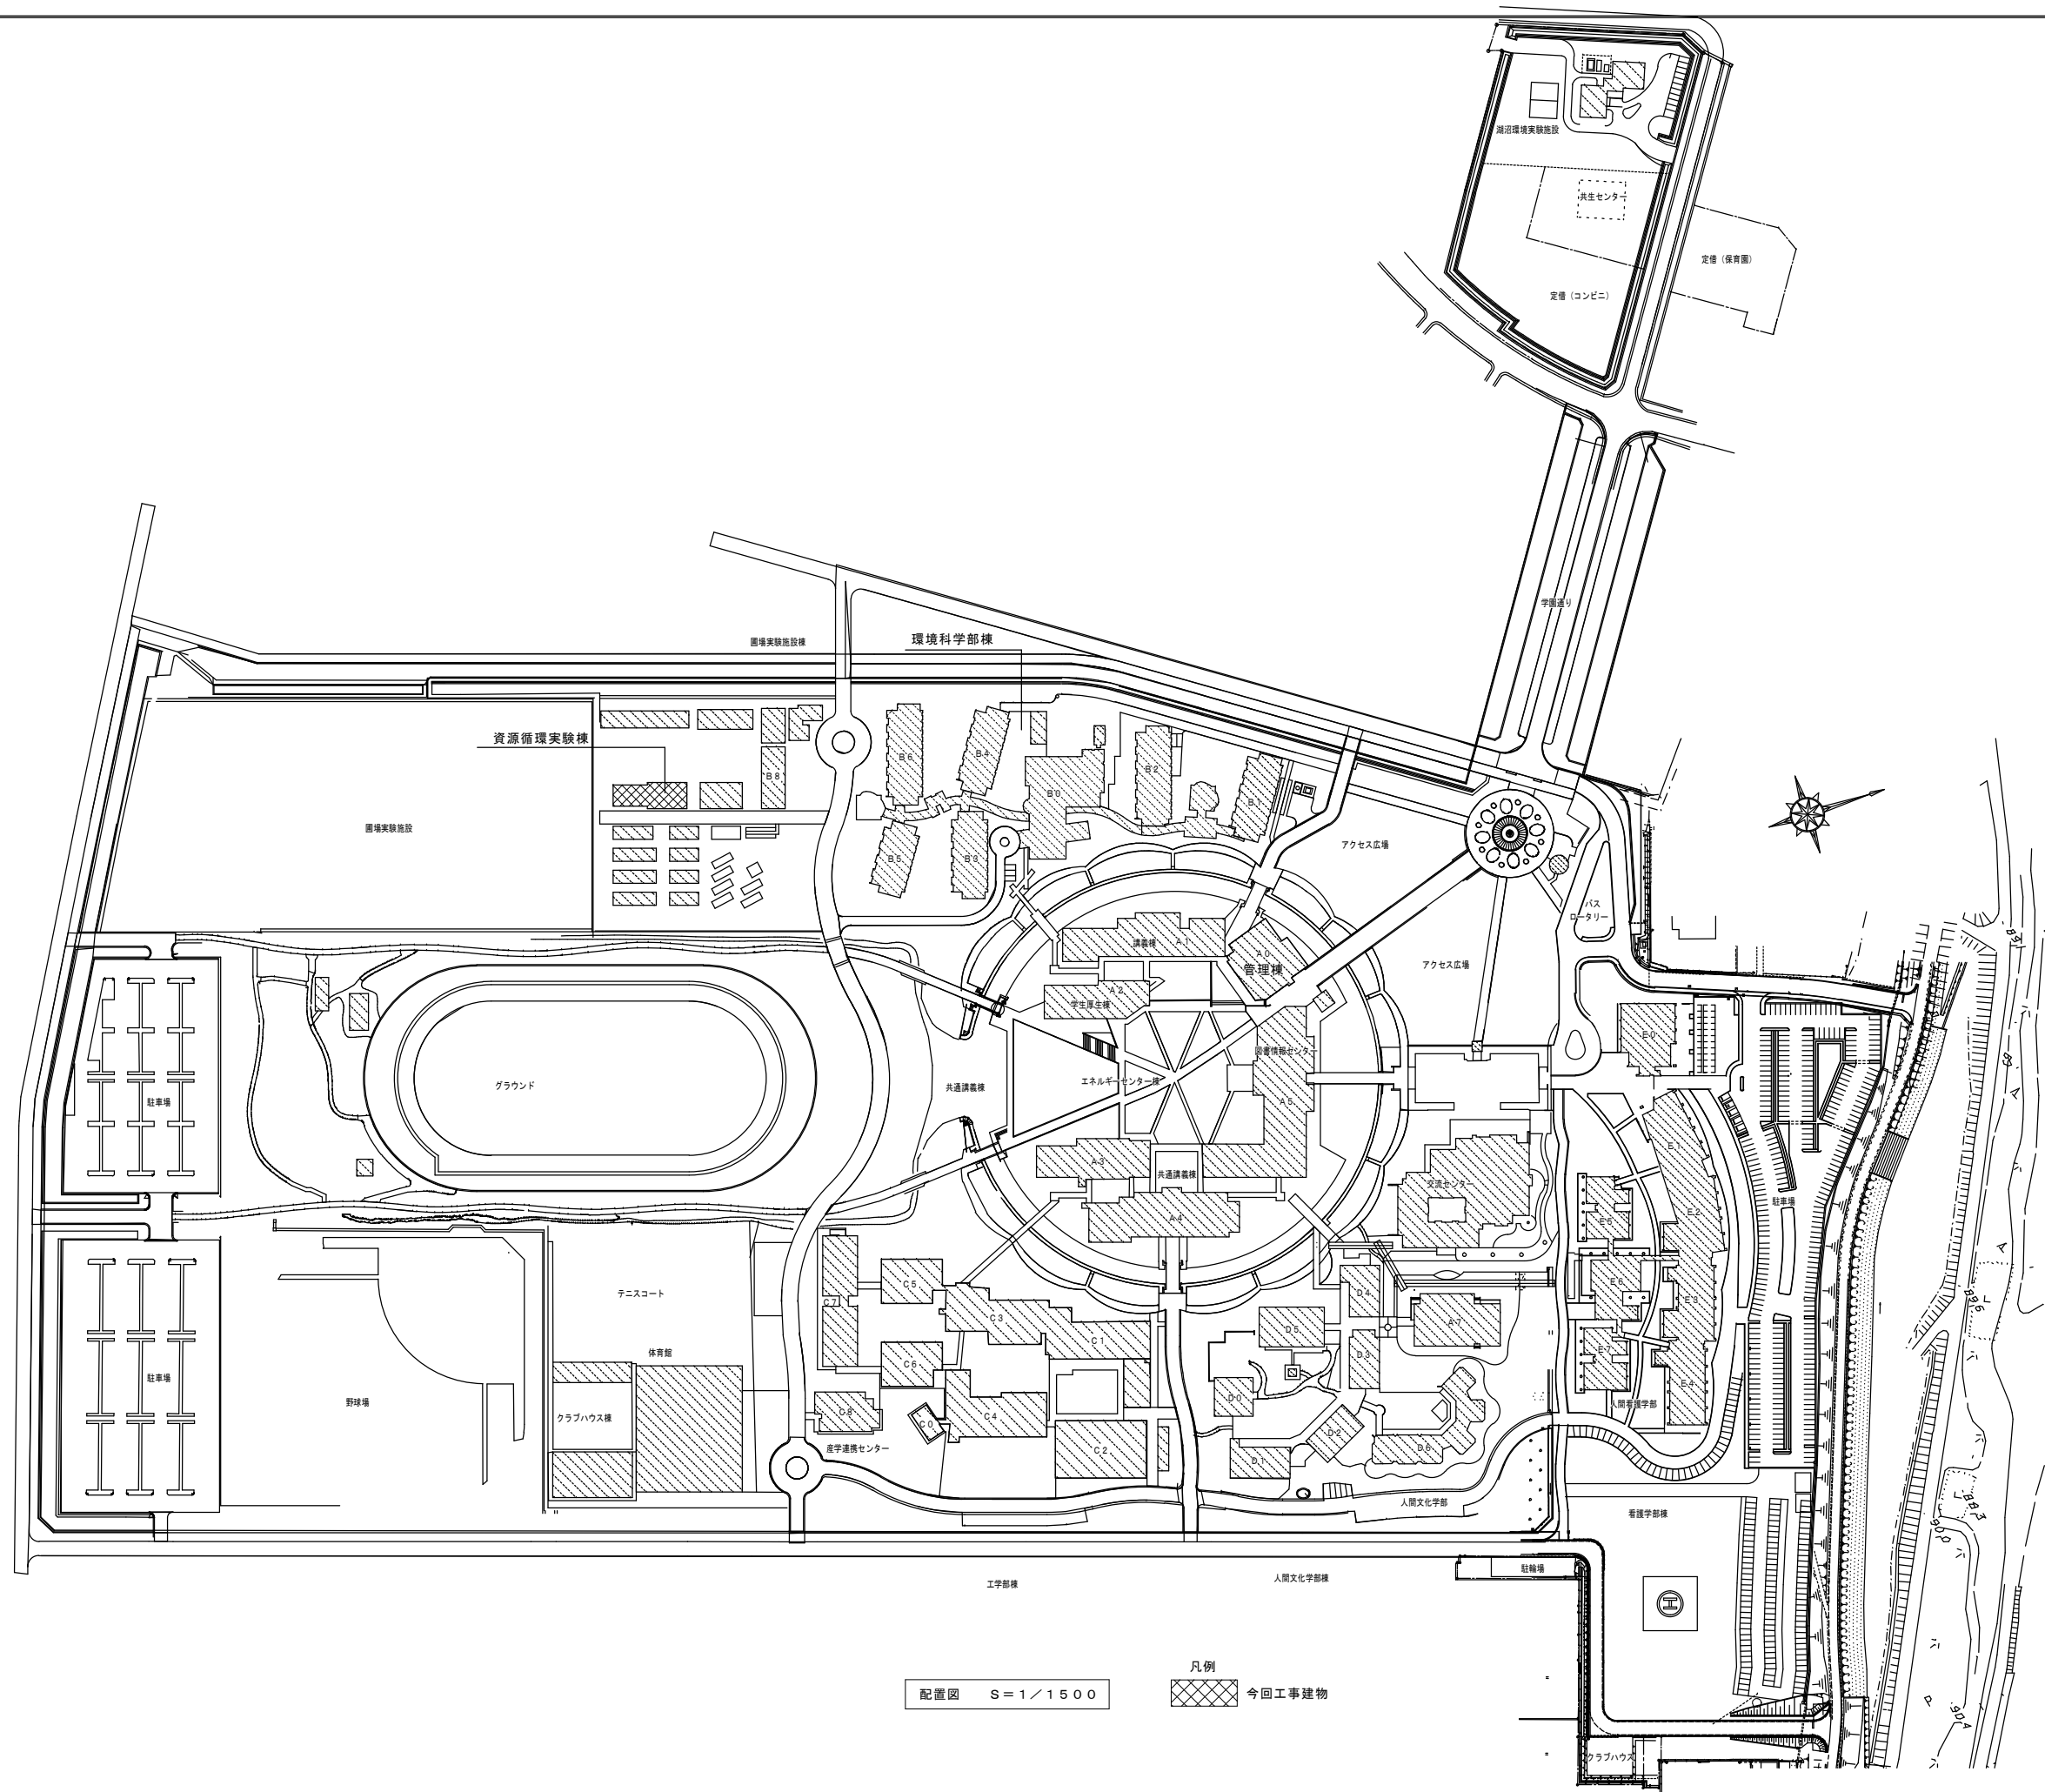 湖沼環境実験施設
共生センター
定借（保育園）
定借（コンビニ）
学園通り
圃場実験施設棟
環境科学部棟
資源循環実験棟
B6
B4
B2
B8
B0
B1
圃場実験施設
B5
B3
アクセス広場
バス
ロータリー
講義棟 A1
A0
管理棟
アクセス広場
A2
学生厚生棟
E0
図書情報センター
エネルギーセンター棟
共通講義棟
グラウンド
駐車場
A5
E1
A3
共通講義棟
交流センター
駐車場
A4
E5
E2
C5
E6
テニスコート
C7
D4
E3
C3
C1
D5
A7
体育館
C6
D3
E7
駐車場
E4
野球場
クラブハウス棟
C8
C0
C4
D0
人間看護学部
産学連携センター
C2
D2
D1
D6
人間文化学部
看護学部棟
工学部棟
人間文化学部棟
駐輪場
H
凡例
配置図 S＝1／1500
今回工事建物
クラブハウス
896
883
900
904